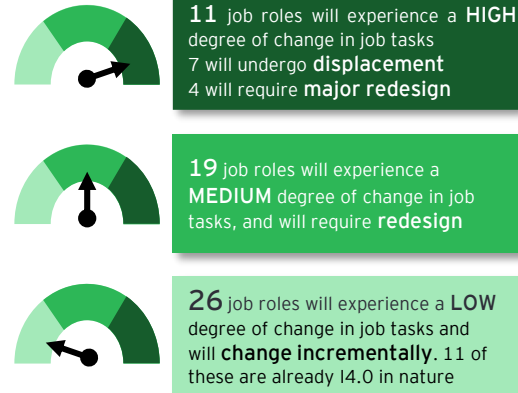 11 job roles will experience a HIGH
degree of change in job tasks
7 will undergo displacement
4 will require major redesign
19 job roles will experience a
MEDIUM degree of change in job
tasks, and will require redesign
26 job roles will experience a LOW
degree of change in job tasks and
will change incrementally. 11 of
these are already I4.0 in nature